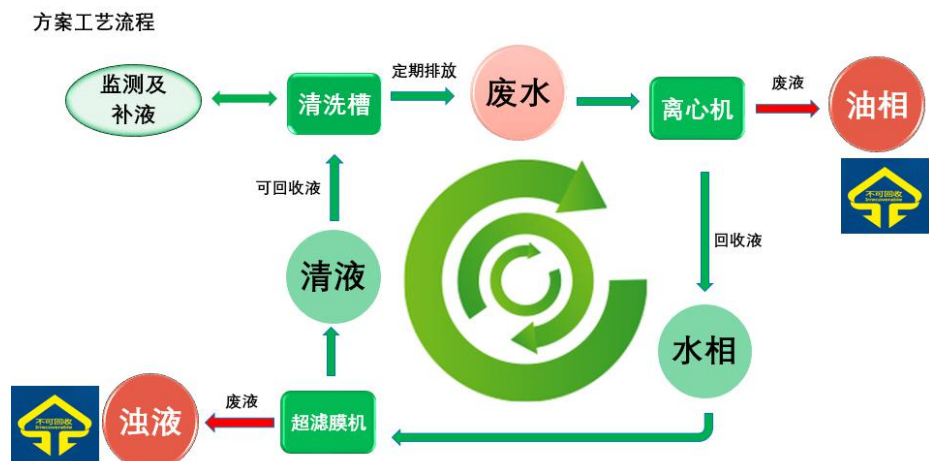 方案工艺流程
监测及
补液
清洗槽
定期排放
废水
离心机
废液
油相
不可回收
Irrecoverable
可回收液
回收液
清液
水相
超滤膜机
废液
浊液
不可回收
Irrecoverable